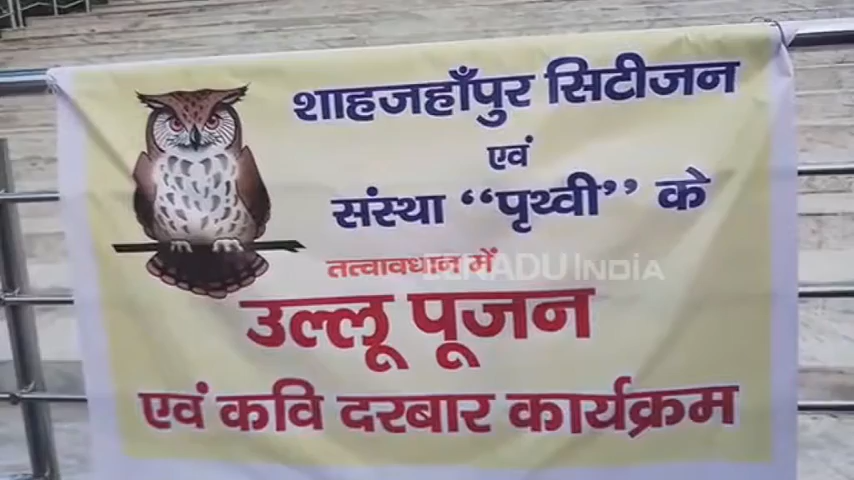 शाहजहाँपुर सिटीजन
एवं
संस्था “पृथ्वी” के
तत्वावधान में
उल्लू पूजन
एवं कवि दरबार कार्यक्रम